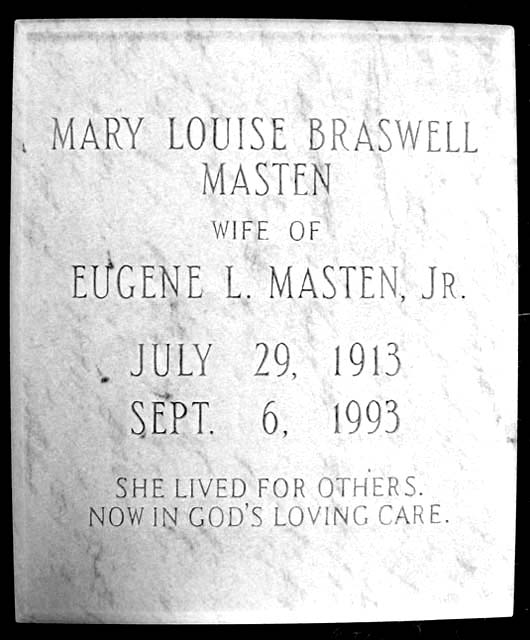 MARY LOUISE BRASWELL
MASTEN
WIFE OF
EUGENE L. MASTEN, JR.
JULY 29, 1913
SEPT. 6, 1993
SHE LIVED FOR OTHERS.
NOW IN GOD'S LOVING CARE.